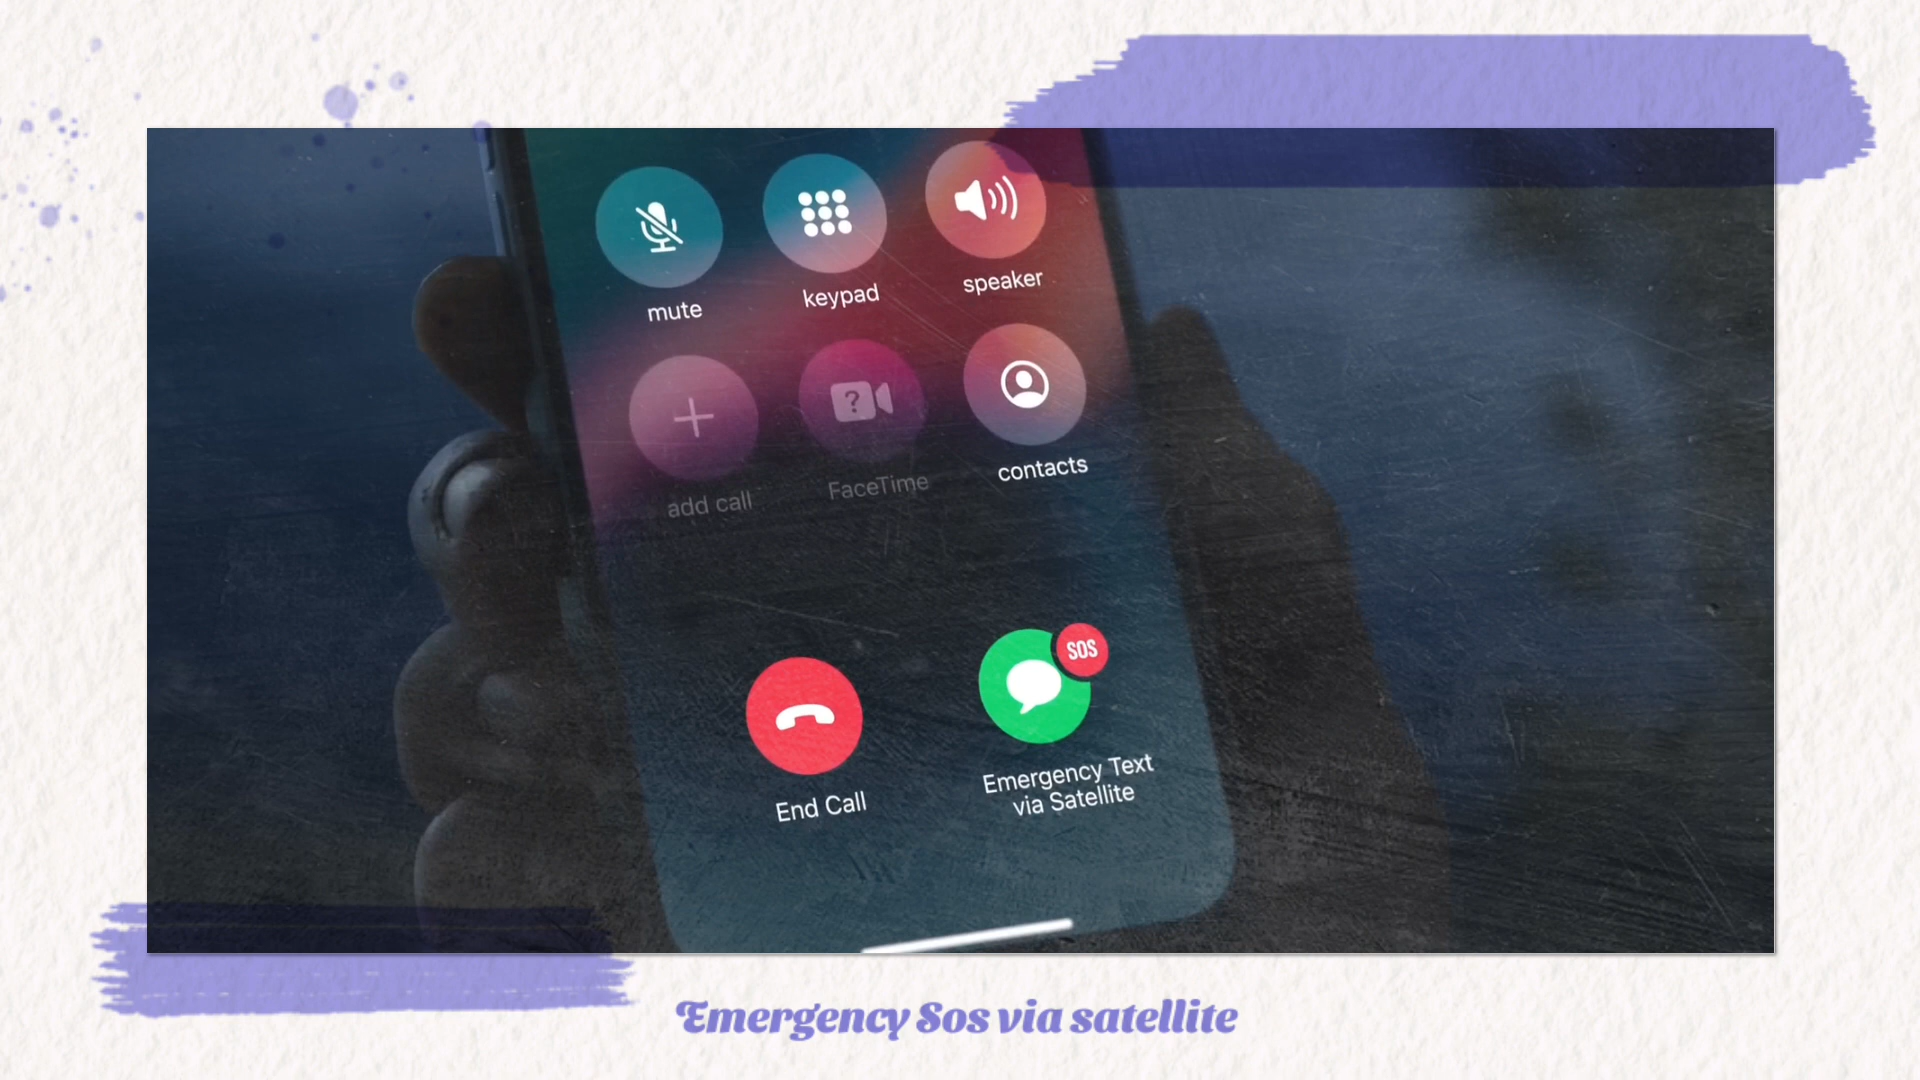 mute
keypad
speaker
?
add call
FaceTime
contacts
SOS
End Call
Emergency Text
via Satellite
Emergency Sos via satellite